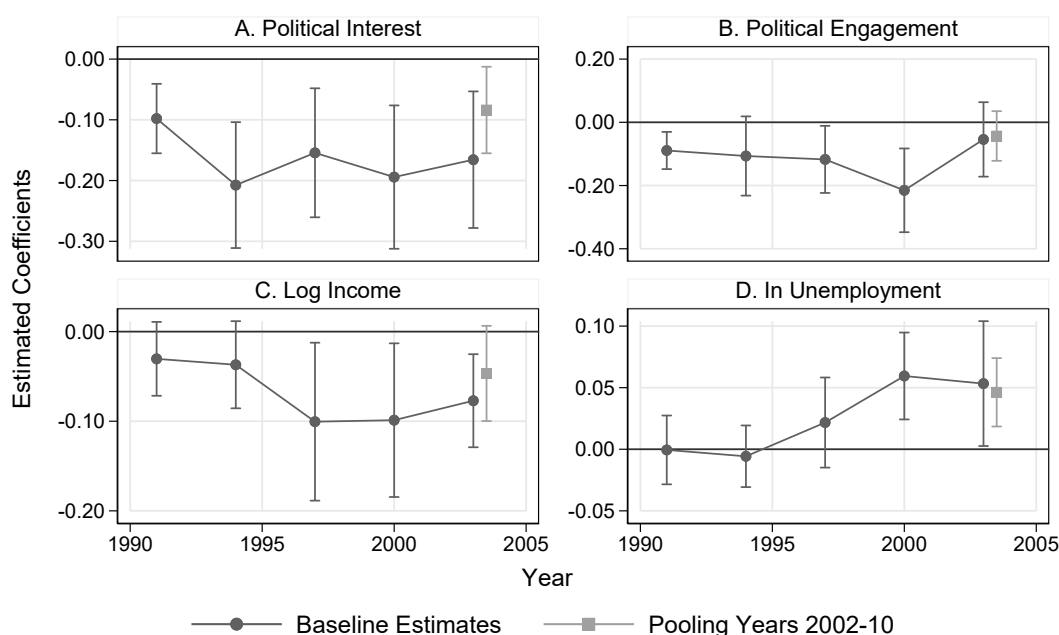 A. Political Interest
0.00
-0.10
-0.20
-0.30
B. Political Engagement
0.20
0.00
-0.20
-0.40
C. Log Income
0.00
-0.10
-0.20
1990 1995 2000 2005
D. In Unemployment
0.10
0.05
0.00
-0.05
1990 1995 2000 2005
Estimated Coefficients
Year
Baseline Estimates Pooling Years 2002-10